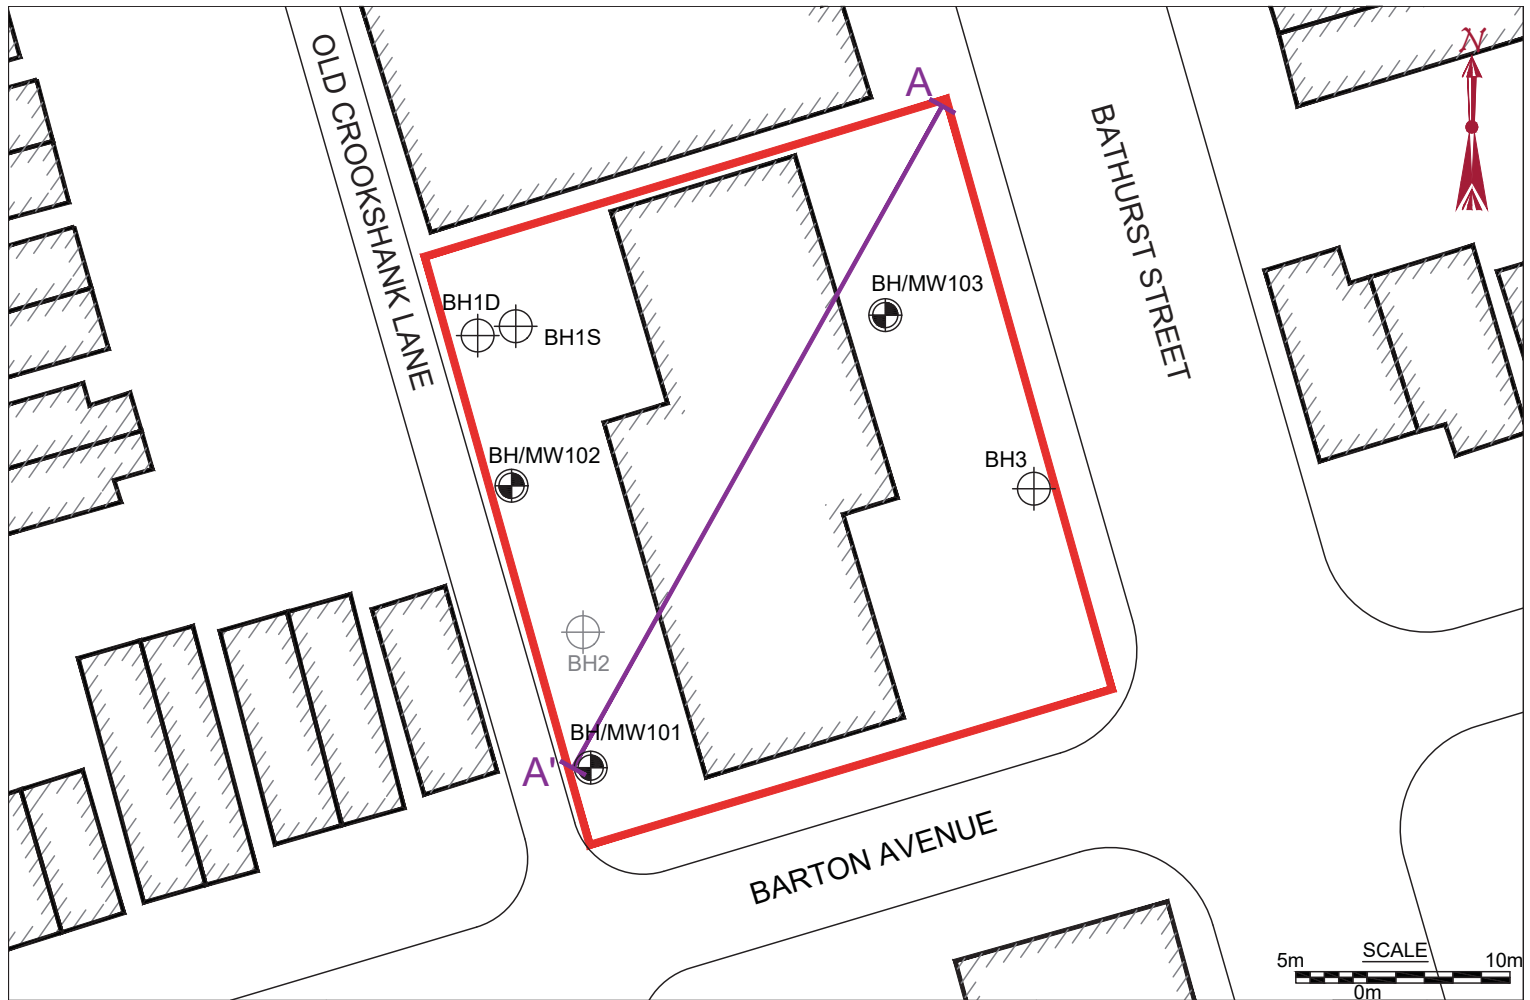 N
A
OLD CROOKSHANK LANE
BATHURST STREET
BH/MW103
BH1D
BH1S
BH/MW102
BH3
BH2
BH/MW101
A'
BARTON AVENUE
SCALE
5m
10m
0m